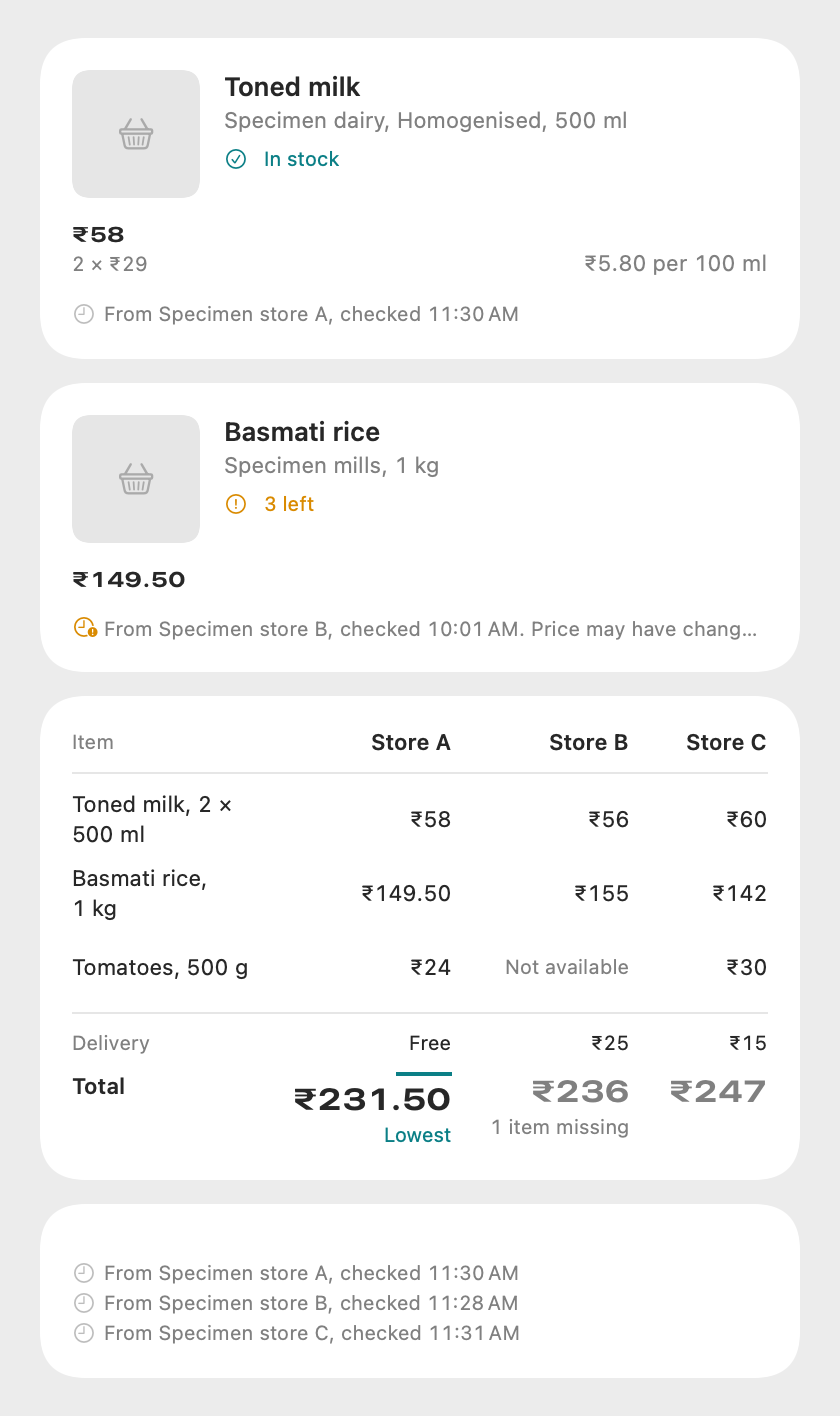 Toned milk
Specimen dairy, Homogenised, 500 ml
In stock
₹58
2 × ₹29
₹5.80 per 100 ml
From Specimen store A, checked 11:30 AM
Basmati rice
Specimen mills, 1 kg
3 left
₹149.50
From Specimen store B, checked 10:01 AM. Price may have chang…
Item Store A Store B Store C
Toned milk, 2 ×
500 ml
₹58 ₹56 ₹60
Basmati rice,
1 kg
₹149.50 ₹155 ₹142
Tomatoes, 500 g ₹24 Not available ₹30
Delivery Free ₹25 ₹15
Total ₹231.50 ₹236 ₹247
Lowest 1 item missing
From Specimen store A, checked 11:30 AM
From Specimen store B, checked 11:28 AM
From Specimen store C, checked 11:31 AM